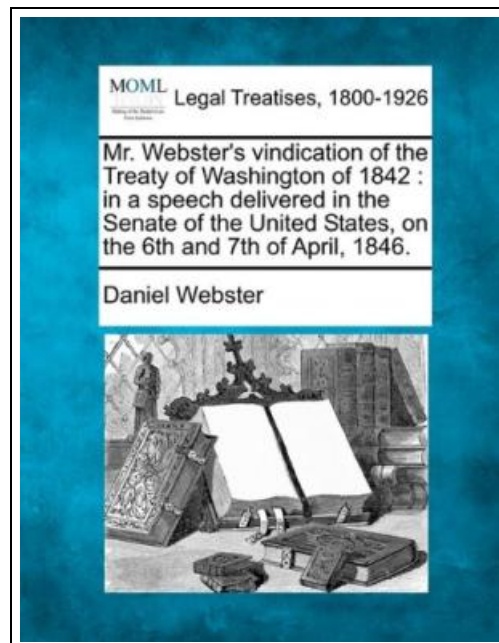 MOML
Legal Treatises, 1800-1926
Mr. Webster's vindication of the
Treaty of Washington of 1842 :
in a speech delivered in the
Senate of the United States, on
the 6th and 7th of April, 1846.
Daniel Webster